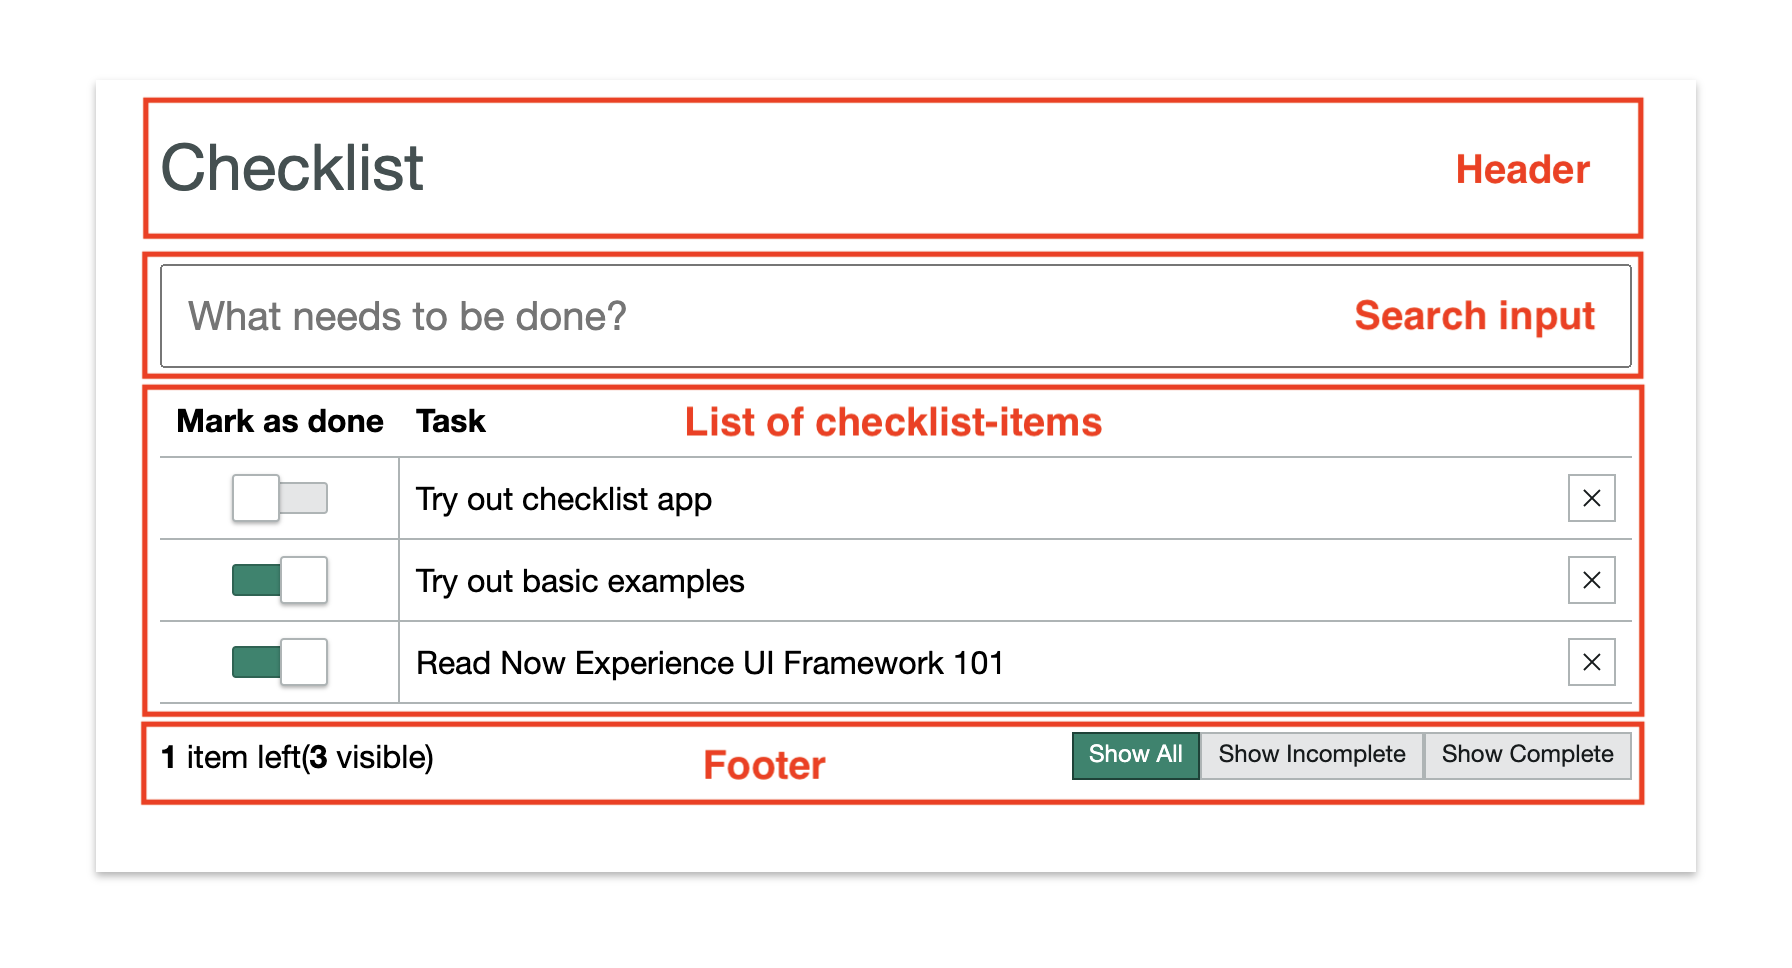 Checklist Header
What needs to be done? Search input
Mark as done Task List of checklist-items
Try out checklist app
Try out basic examples
Read Now Experience UI Framework 101
1 item left(3 visible) Footer Show All Show Incomplete Show Complete